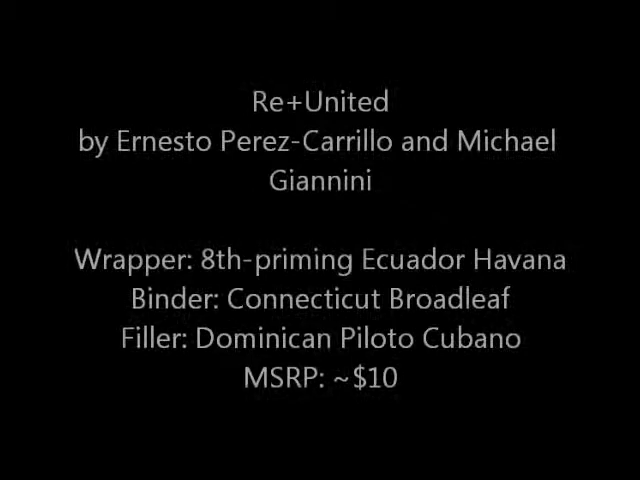 Re+United
by Ernesto Perez-Carrillo and Michael
Giannini
Wrapper: 8th-priming Ecuador Havana
Binder: Connecticut Broadleaf
Filler: Dominican Piloto Cubano
MSRP: ~$10